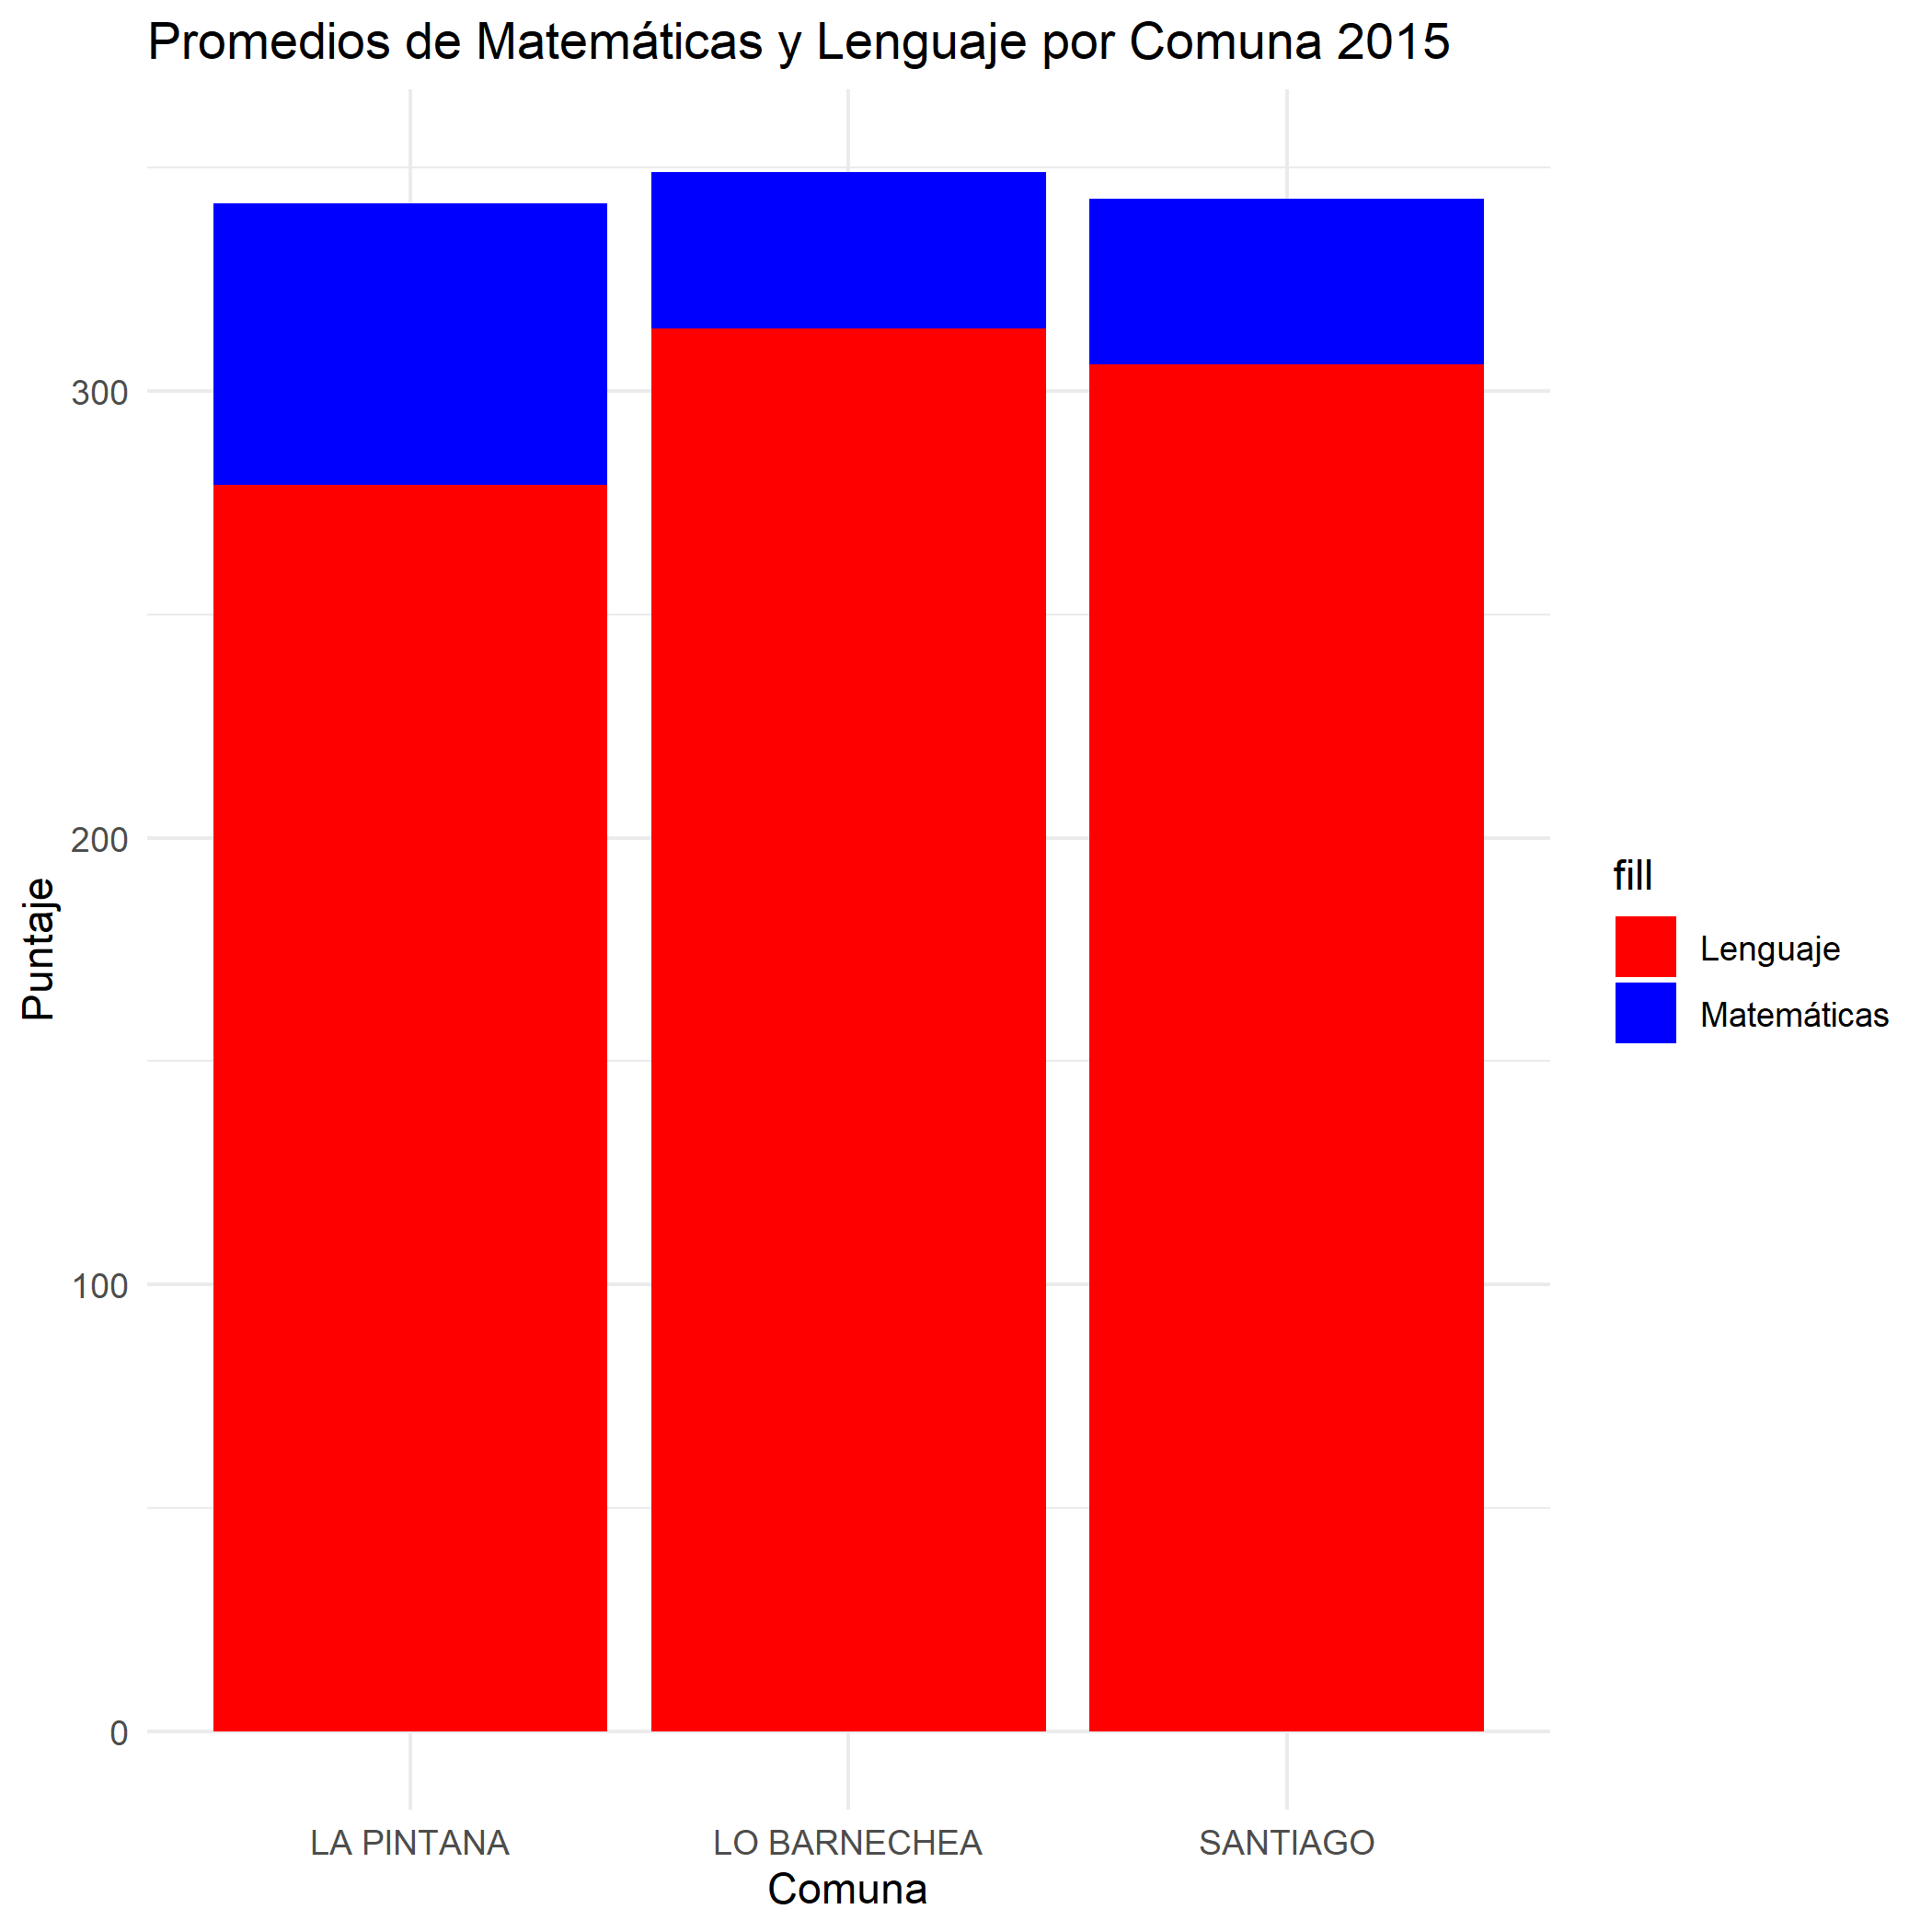 Promedios de Matemáticas y Lenguaje por Comuna 2015
Puntaje
300
200
100
0
LA PINTANA
LO BARNECHEA
SANTIAGO
Comuna
fill
Lenguaje
Matemáticas